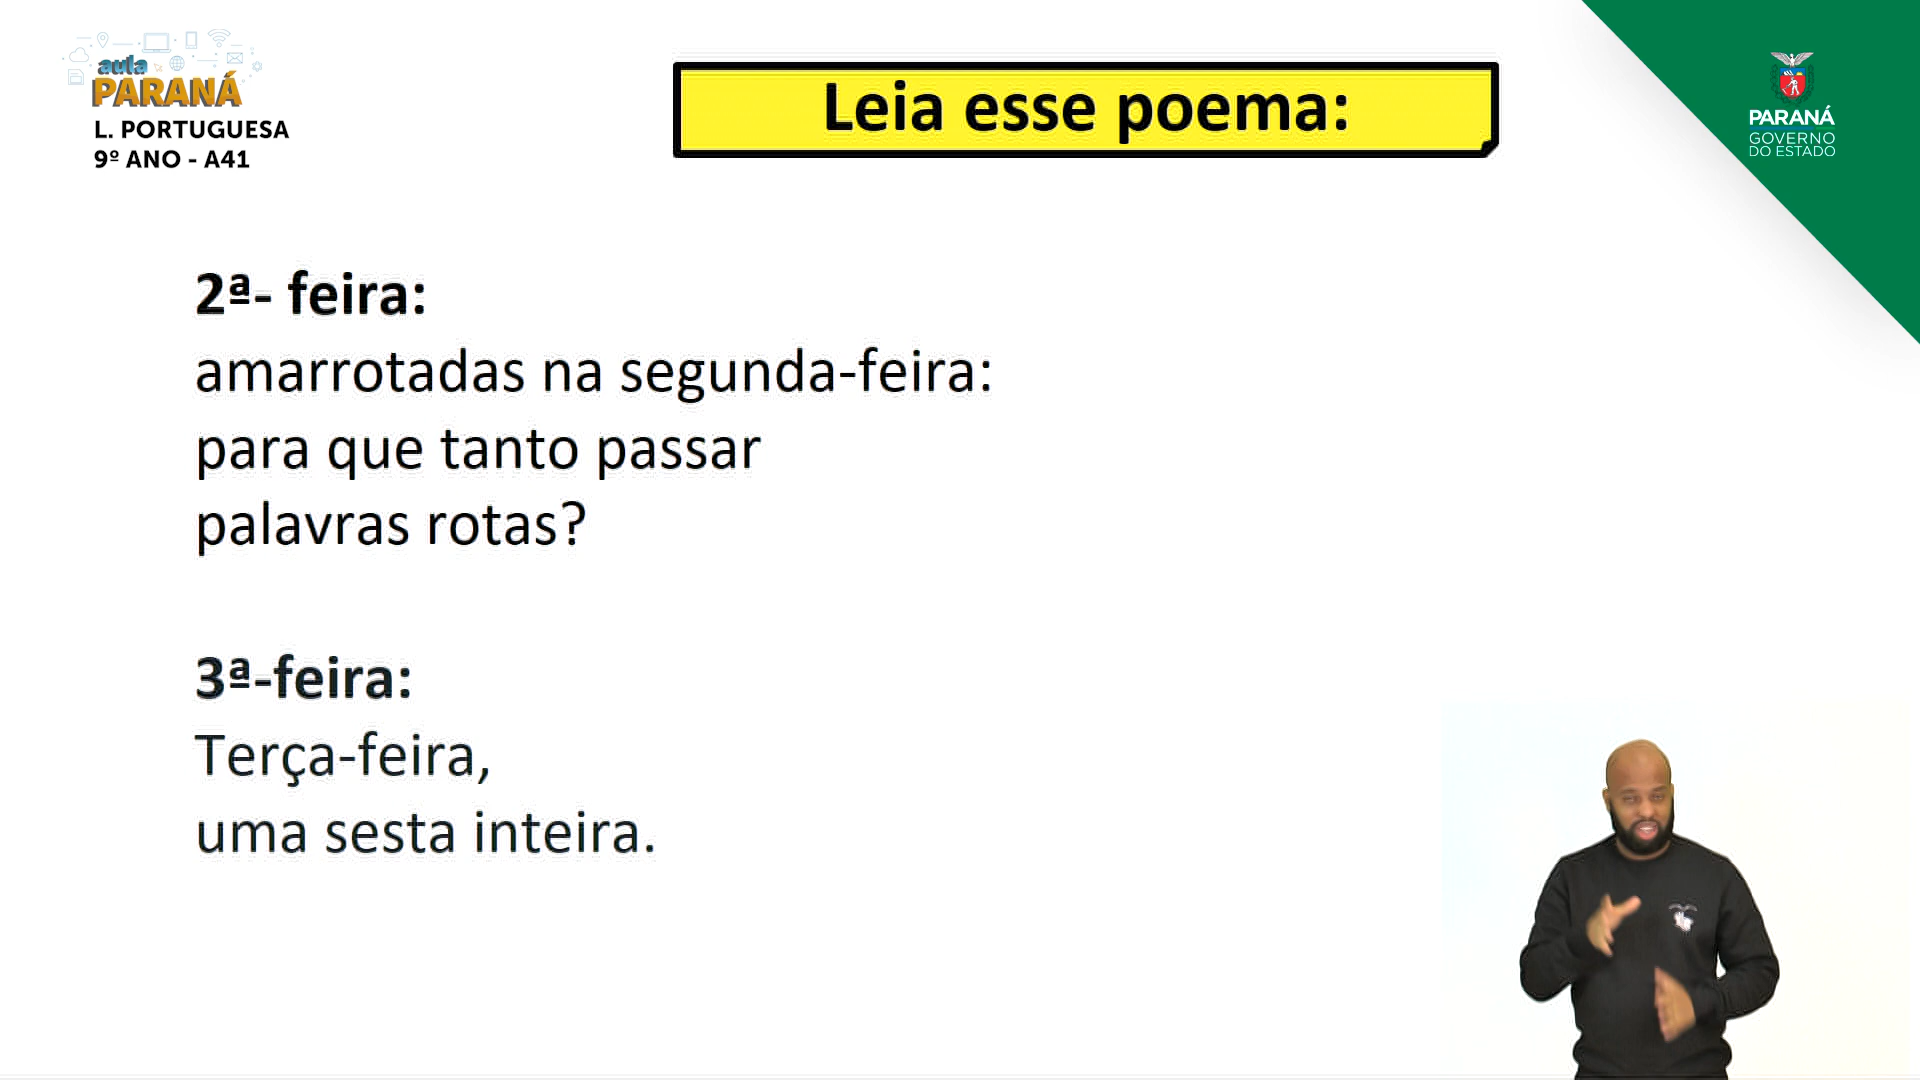 aula
PARANÁ
L. PORTUGUESA
9º ANO - A41
Leia esse poema:
PARANÁ
GOVERNO
DO ESTADO
2ª- feira:
amarrotadas na segunda-feira:
para que tanto passar
palavras rotas?
3ª-feira:
Terça-feira,
uma sesta inteira.